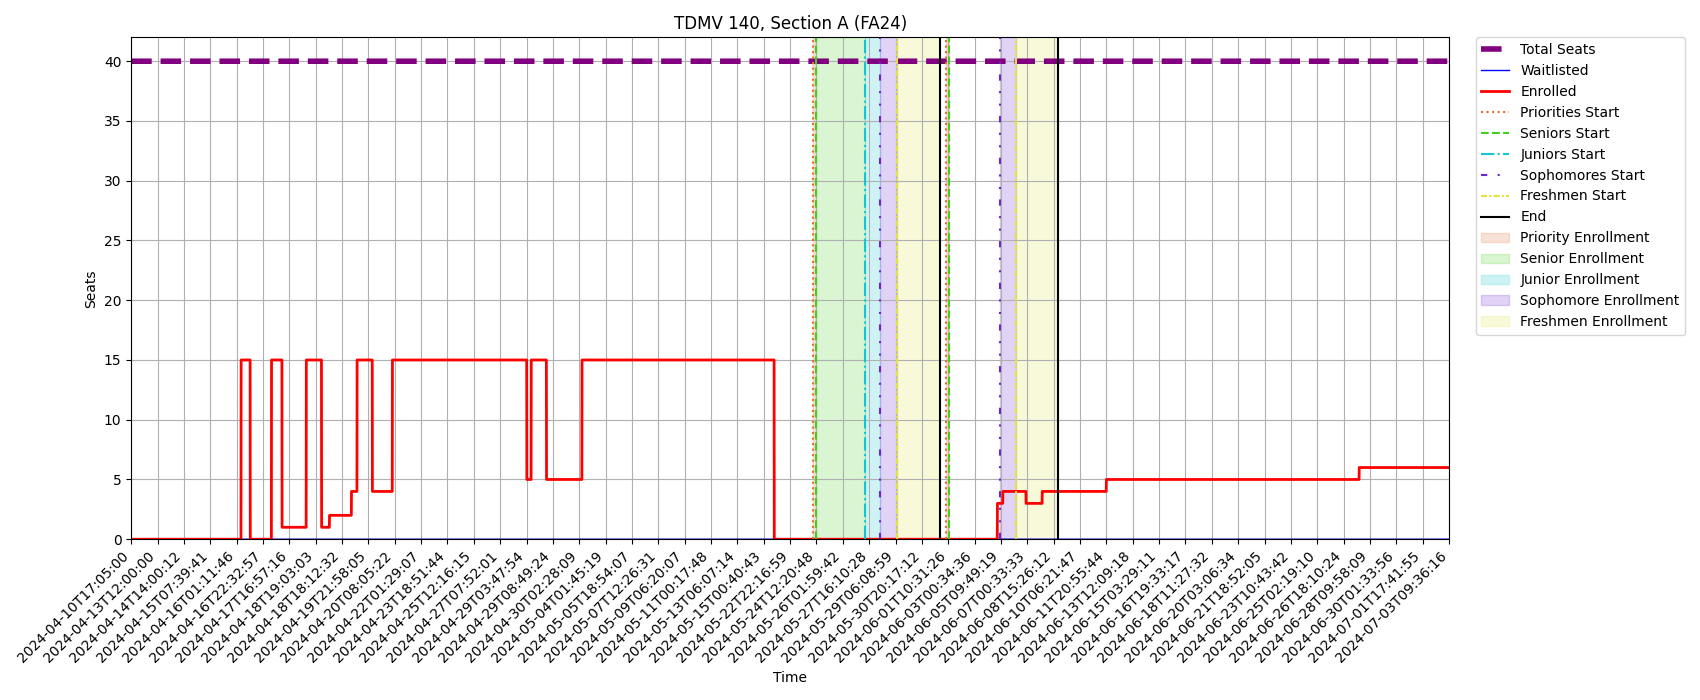 TDMV 140, Section A (FA24)
Seats
40
35
30
25
20
15
10
5
0
2024-04-10T17:05:00
2024-04-13T12:00:00
2024-04-14T14:00:12
2024-04-15T07:39:41
2024-04-16T01:11:46
2024-04-16T22:32:57
2024-04-17T16:57:16
2024-04-18T19:03:03
2024-04-18T18:12:32
2024-04-19T21:58:05
2024-04-20T08:05:22
2024-04-22T01:29:07
2024-04-23T18:51:44
2024-04-25T12:16:15
2024-04-27T07:52:01
2024-04-29T03:47:54
2024-04-29T08:49:24
2024-04-30T02:28:09
2024-05-04T01:45:19
2024-05-05T18:54:07
2024-05-07T12:26:31
2024-05-09T06:20:07
2024-05-11T00:17:48
2024-05-13T06:07:14
2024-05-15T00:40:43
2024-05-22T22:16:59
2024-05-24T12:20:48
2024-05-26T01:59:42
2024-05-27T16:10:28
2024-05-29T06:08:59
2024-05-30T20:17:12
2024-06-01T10:31:26
2024-06-03T00:34:36
2024-06-05T09:49:19
2024-06-07T00:33:33
2024-06-08T15:26:12
2024-06-10T06:21:47
2024-06-11T20:55:44
2024-06-13T12:09:18
2024-06-15T03:29:11
2024-06-16T19:33:17
2024-06-18T11:27:32
2024-06-20T03:06:34
2024-06-21T18:52:05
2024-06-23T10:43:42
2024-06-25T02:19:10
2024-06-26T18:10:24
2024-06-28T09:58:09
2024-06-30T01:33:56
2024-07-01T17:41:55
2024-07-03T09:36:16
Time
Total Seats
Waitlisted
Enrolled
Priorities Start
Seniors Start
Juniors Start
Sophomores Start
Freshmen Start
End
Priority Enrollment
Senior Enrollment
Junior Enrollment
Sophomore Enrollment
Freshmen Enrollment